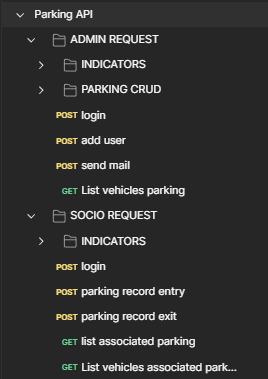 Parking API
ADMIN REQUEST
INDICATORS
PARKING CRUD
POST login
POST add user
POST send mail
GET List vehicles parking
SOCIO REQUEST
INDICATORS
POST login
POST parking record entry
POST parking record exit
GET list associated parking
GET List vehicles associated park...